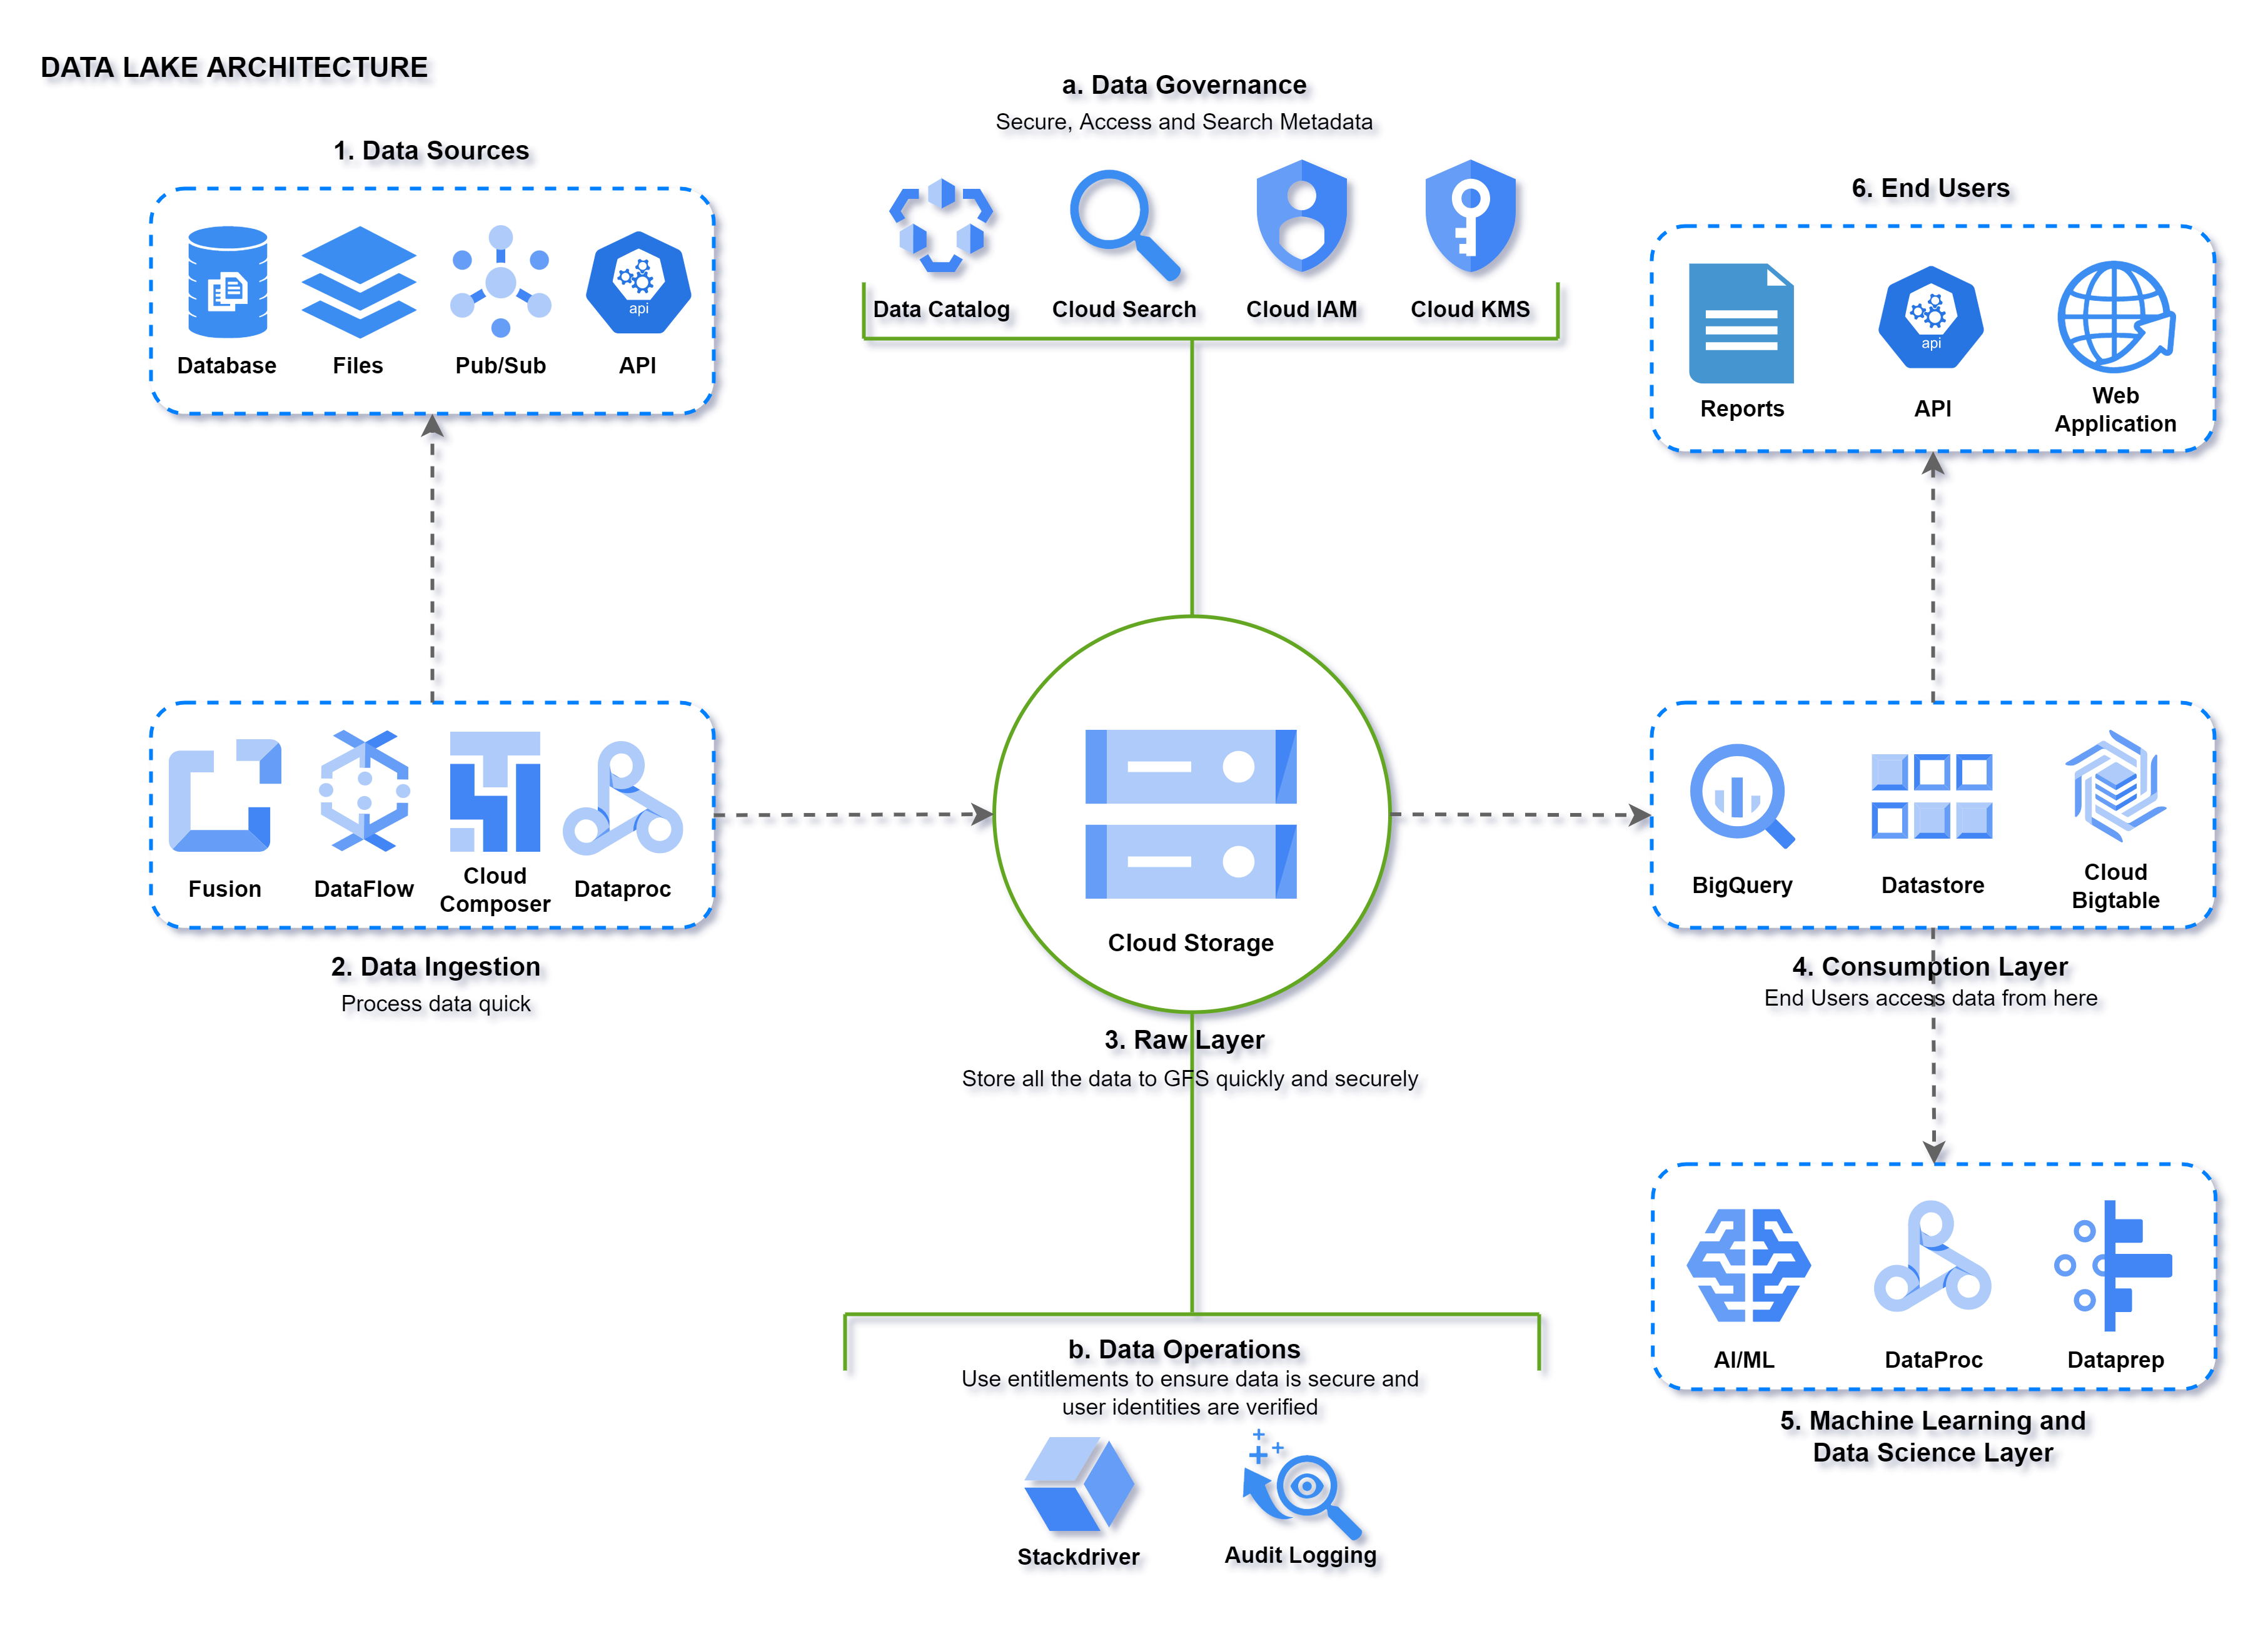 DATA LAKE ARCHITECTURE
1. Data Sources
api
Database
Files
Pub/Sub
API
a. Data Governance
Secure, Access and Search Metadata
Data Catalog
Cloud Search
Cloud IAM
Cloud KMS
6. End Users
api
Reports
API
Web
Application
Fusion
DataFlow
Cloud
Composer
Dataproc
2. Data Ingestion
Process data quick
Cloud Storage
3. Raw Layer
Store all the data to GFS quickly and securely
BigQuery
Datastore
Cloud
Bigtable
4. Consumption Layer
End Users access data from here
b. Data Operations
Use entitlements to ensure data is secure and
user identities are verified
Stackdriver
Audit Logging
AI/ML
DataProc
Dataprep
5. Machine Learning and
Data Science Layer